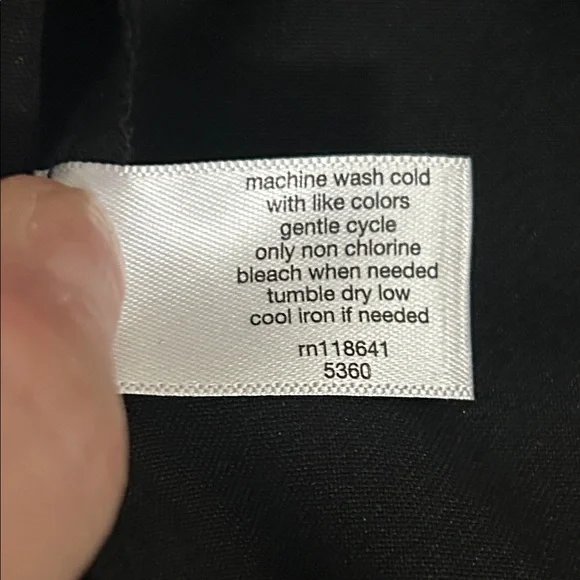 machine wash cold
with like colors
gentle cycle
only non chlorine
bleach when needed
tumble dry low
cool iron if needed
rn118641
5360